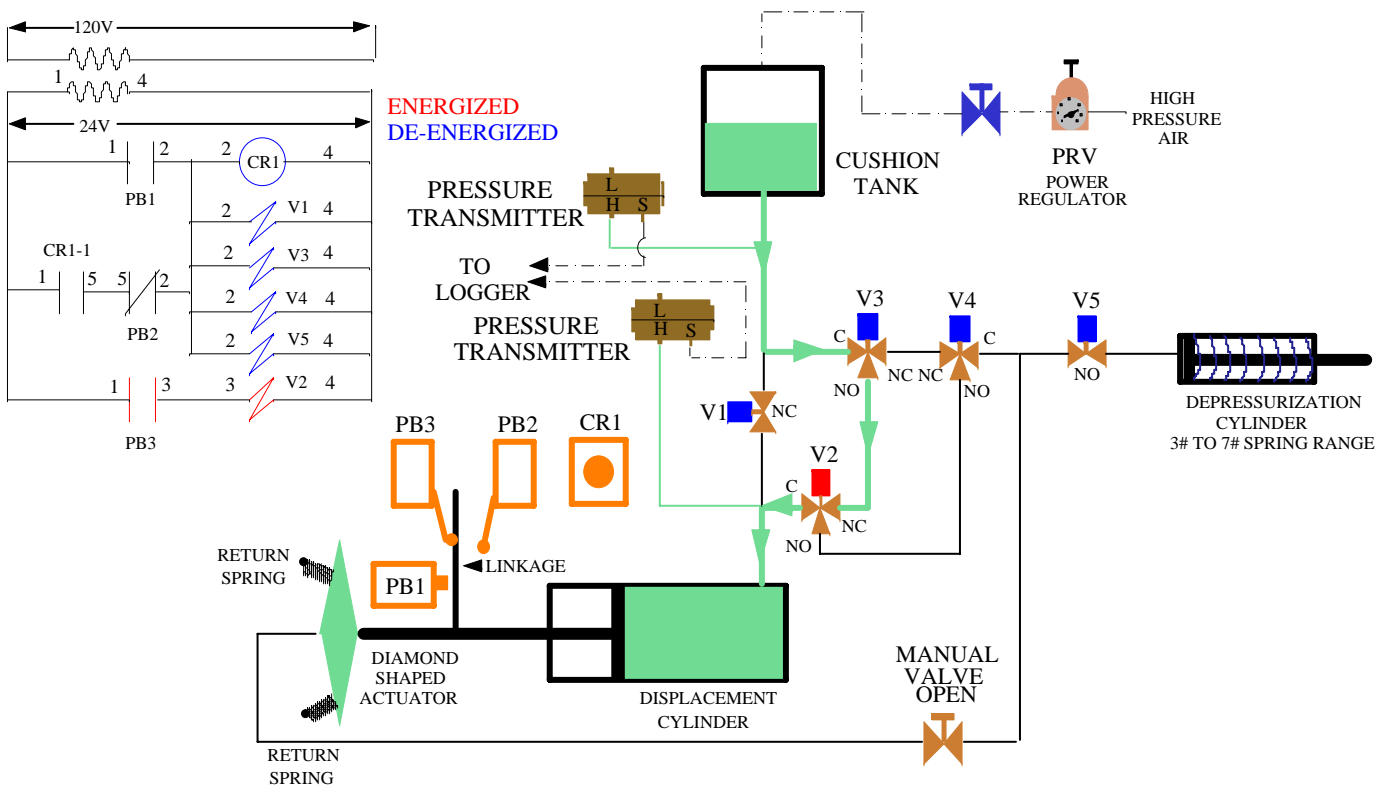 120V
1 4
24V
ENERGIZED
DE-ENERGIZED
1 2 2 CR1 4
PB1
2 V1 4
CR1-1
2 V3 4
1 5 5 2
2 V4 4
PB2
2 V5 4
1 3 3 V2 4
PB3
CUSHION
TANK
HIGH
PRESSURE
AIR
PRV
POWER
REGULATOR
PRESSURE
TRANSMITTER
L
H S
TO
LOGGER
PRESSURE
TRANSMITTER
L
H S
V3
C
NO
NC
V4
NC
C
NO
V5
NO
V1
NC
V2
C
NC
NO
DEPRESSURIZATION
CYLINDER
3# TO 7# SPRING RANGE
PB3
PB2
CR1
PB1
LINKAGE
RETURN
SPRING
DIAMOND
SHAPED
ACTUATOR
DISPLACEMENT
CYLINDER
MANUAL
VALVE
OPEN
RETURN
SPRING